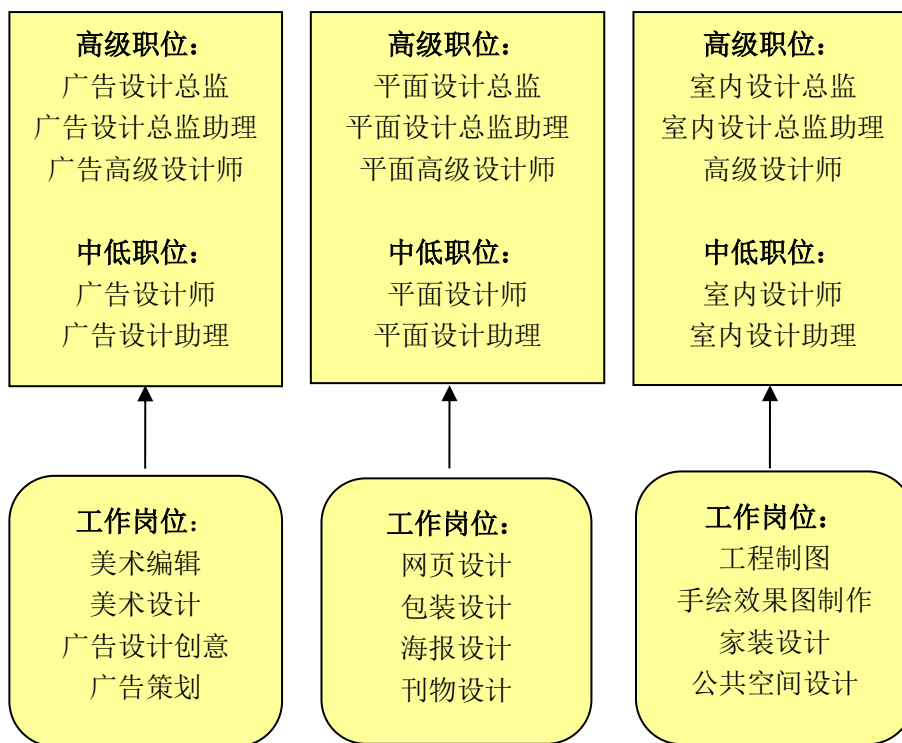 高级职位：
广告设计总监
广告设计总监助理
广告高级设计师
中低职位：
广告设计师
广告设计助理
高级职位：
平面设计总监
平面设计总监助理
平面高级设计师
中低职位：
平面设计师
平面设计助理
高级职位：
室内设计总监
室内设计总监助理
高级设计师
中低职位：
室内设计师
室内设计助理
工作岗位：
美术编辑
美术设计
广告设计创意
广告策划
工作岗位：
网页设计
包装设计
海报设计
刊物设计
工作岗位：
工程制图
手绘效果图制作
家装设计
公共空间设计